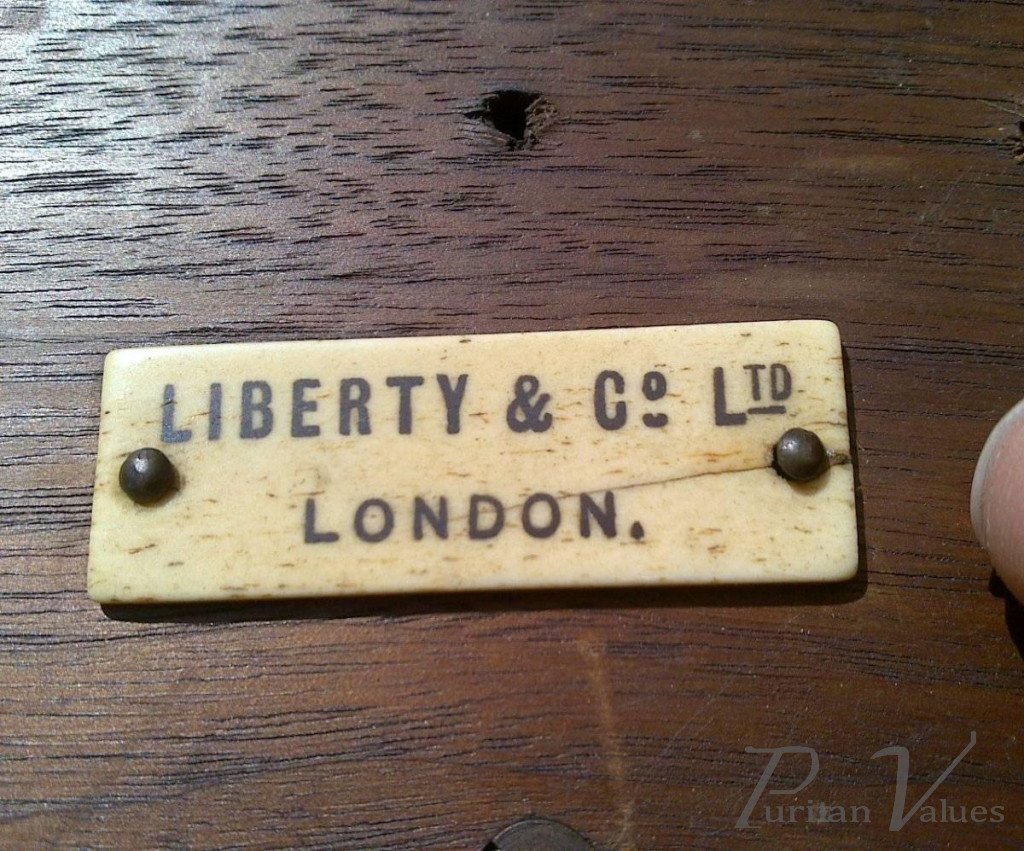 LIBERTY & Co LTD
LONDON.
Puritan Values